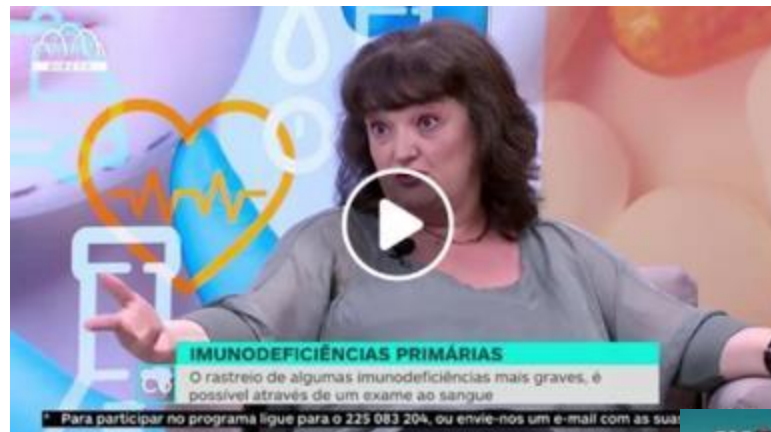 DIRETO
IMUNODEFICIÊNCIAS PRIMÁRIAS
O rastreio de algumas imunodeficiências mais graves, é
possível através de um exame ao sangue
* Para participar no programa ligue para o 225 083 204, ou envie-nos um e-mail com as suas